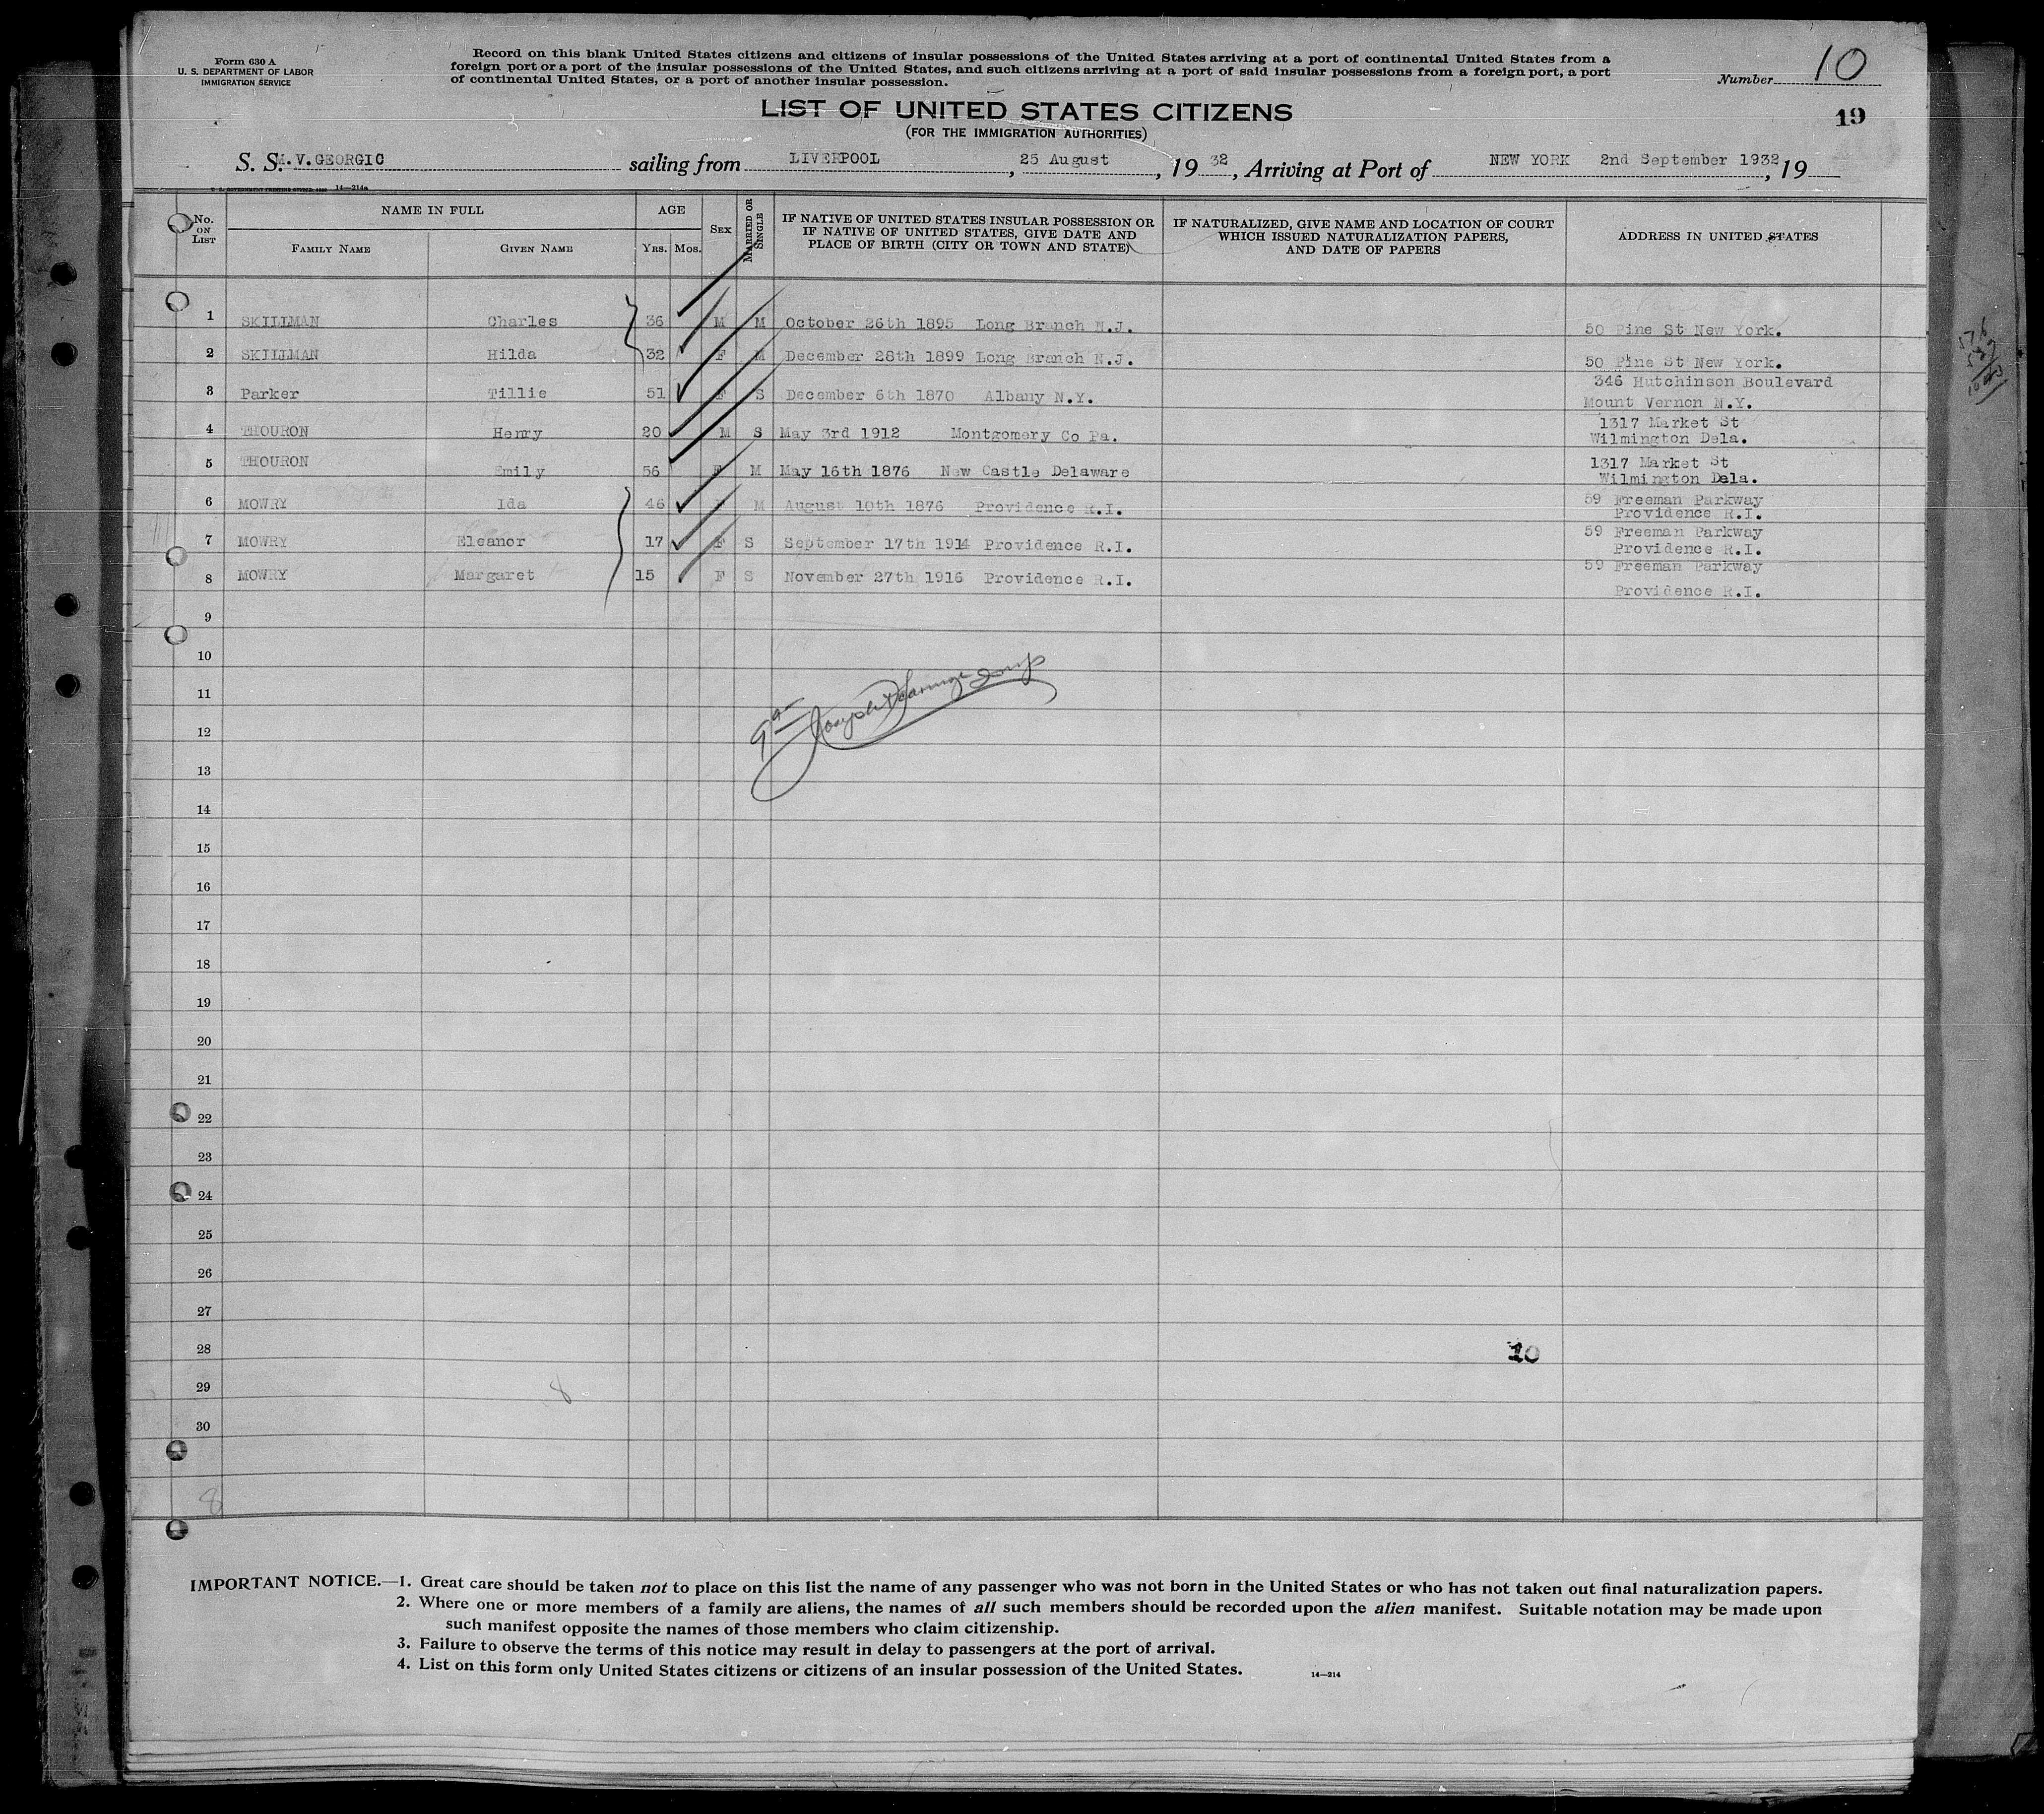 Form 630 A
U. S. DEPARTMENT OF LABOR
IMMIGRATION SERVICE
Record on this blank United States citizens and citizens of insular possessions of the United States arriving at a port of continental United States from a
foreign port or a port of the insular possessions of the United States, and such citizens arriving at a port of said insular possessions from a foreign port, a port
of continental United States, or a port of another insular possession.
Number 10
19
LIST OF UNITED STATES CITIZENS
(FOR THE IMMIGRATION AUTHORITIES)
S. S. M.V. GEORGIC sailing from LIVERPOOL, 25 August, 19 32, Arriving at Port of NEW YORK 2nd September 1932, 19
U. S. GOVERNMENT PRINTING OFFICE 14—214a
No. ON LIST NAME IN FULL FAMILY NAME GIVEN NAME AGE YRS. MOS. SEX MARRIED OR SINGLE IF NATIVE OF UNITED STATES INSULAR POSSESSION OR IF NATIVE OF UNITED STATES, GIVE DATE AND PLACE OF BIRTH (CITY OR TOWN AND STATE) IF NATURALIZED, GIVE NAME AND LOCATION OF COURT WHICH ISSUED NATURALIZATION PAPERS, AND DATE OF PAPERS ADDRESS IN UNITED STATES
1 SKILLMAN Charles 36 M M October 26th 1895 Long Branch N.J. 50 Pine St New York.
2 SKILLMAN Hilda 32 F M December 28th 1899 Long Branch N.J. 50 Pine St New York.
3 Parker Tillie 51 F S December 6th 1870 Albany N.Y. 346 Hutchinson Boulevard
Mount Vernon N.Y.
4 THOURON Henry 20 M S May 3rd 1912 Montgomery Co Pa. 1317 Market St
Wilmington Dela.
5 THOURON Emily 56 F M May 16th 1876 New Castle Delaware 1317 Market St
Wilmington Dela.
6 MOWRY Ida 46 M August 10th 1876 Providence R.I. 59 Freeman Parkway
Providence R.I.
7 MOWRY Eleanor 17 F S September 17th 1914 Providence R.I. 59 Freeman Parkway
Providence R.I.
8 MOWRY Margaret 15 F S November 27th 1916 Providence R.I. 59 Freeman Parkway
Providence R.I.
9
10
11
12
13
14
15
16
17
18
19
20
21
22
23
24
25
26
27
28 10
29 8
30
8
IMPORTANT NOTICE.—1. Great care should be taken not to place on this list the name of any passenger who was not born in the United States or who has not taken out final naturalization papers.
2. Where one or more members of a family are aliens, the names of all such members should be recorded upon the alien manifest. Suitable notation may be made upon
such manifest opposite the names of those members who claim citizenship.
3. Failure to observe the terms of this notice may result in delay to passengers at the port of arrival.
4. List on this form only United States citizens or citizens of an insular possession of the United States.
14—214